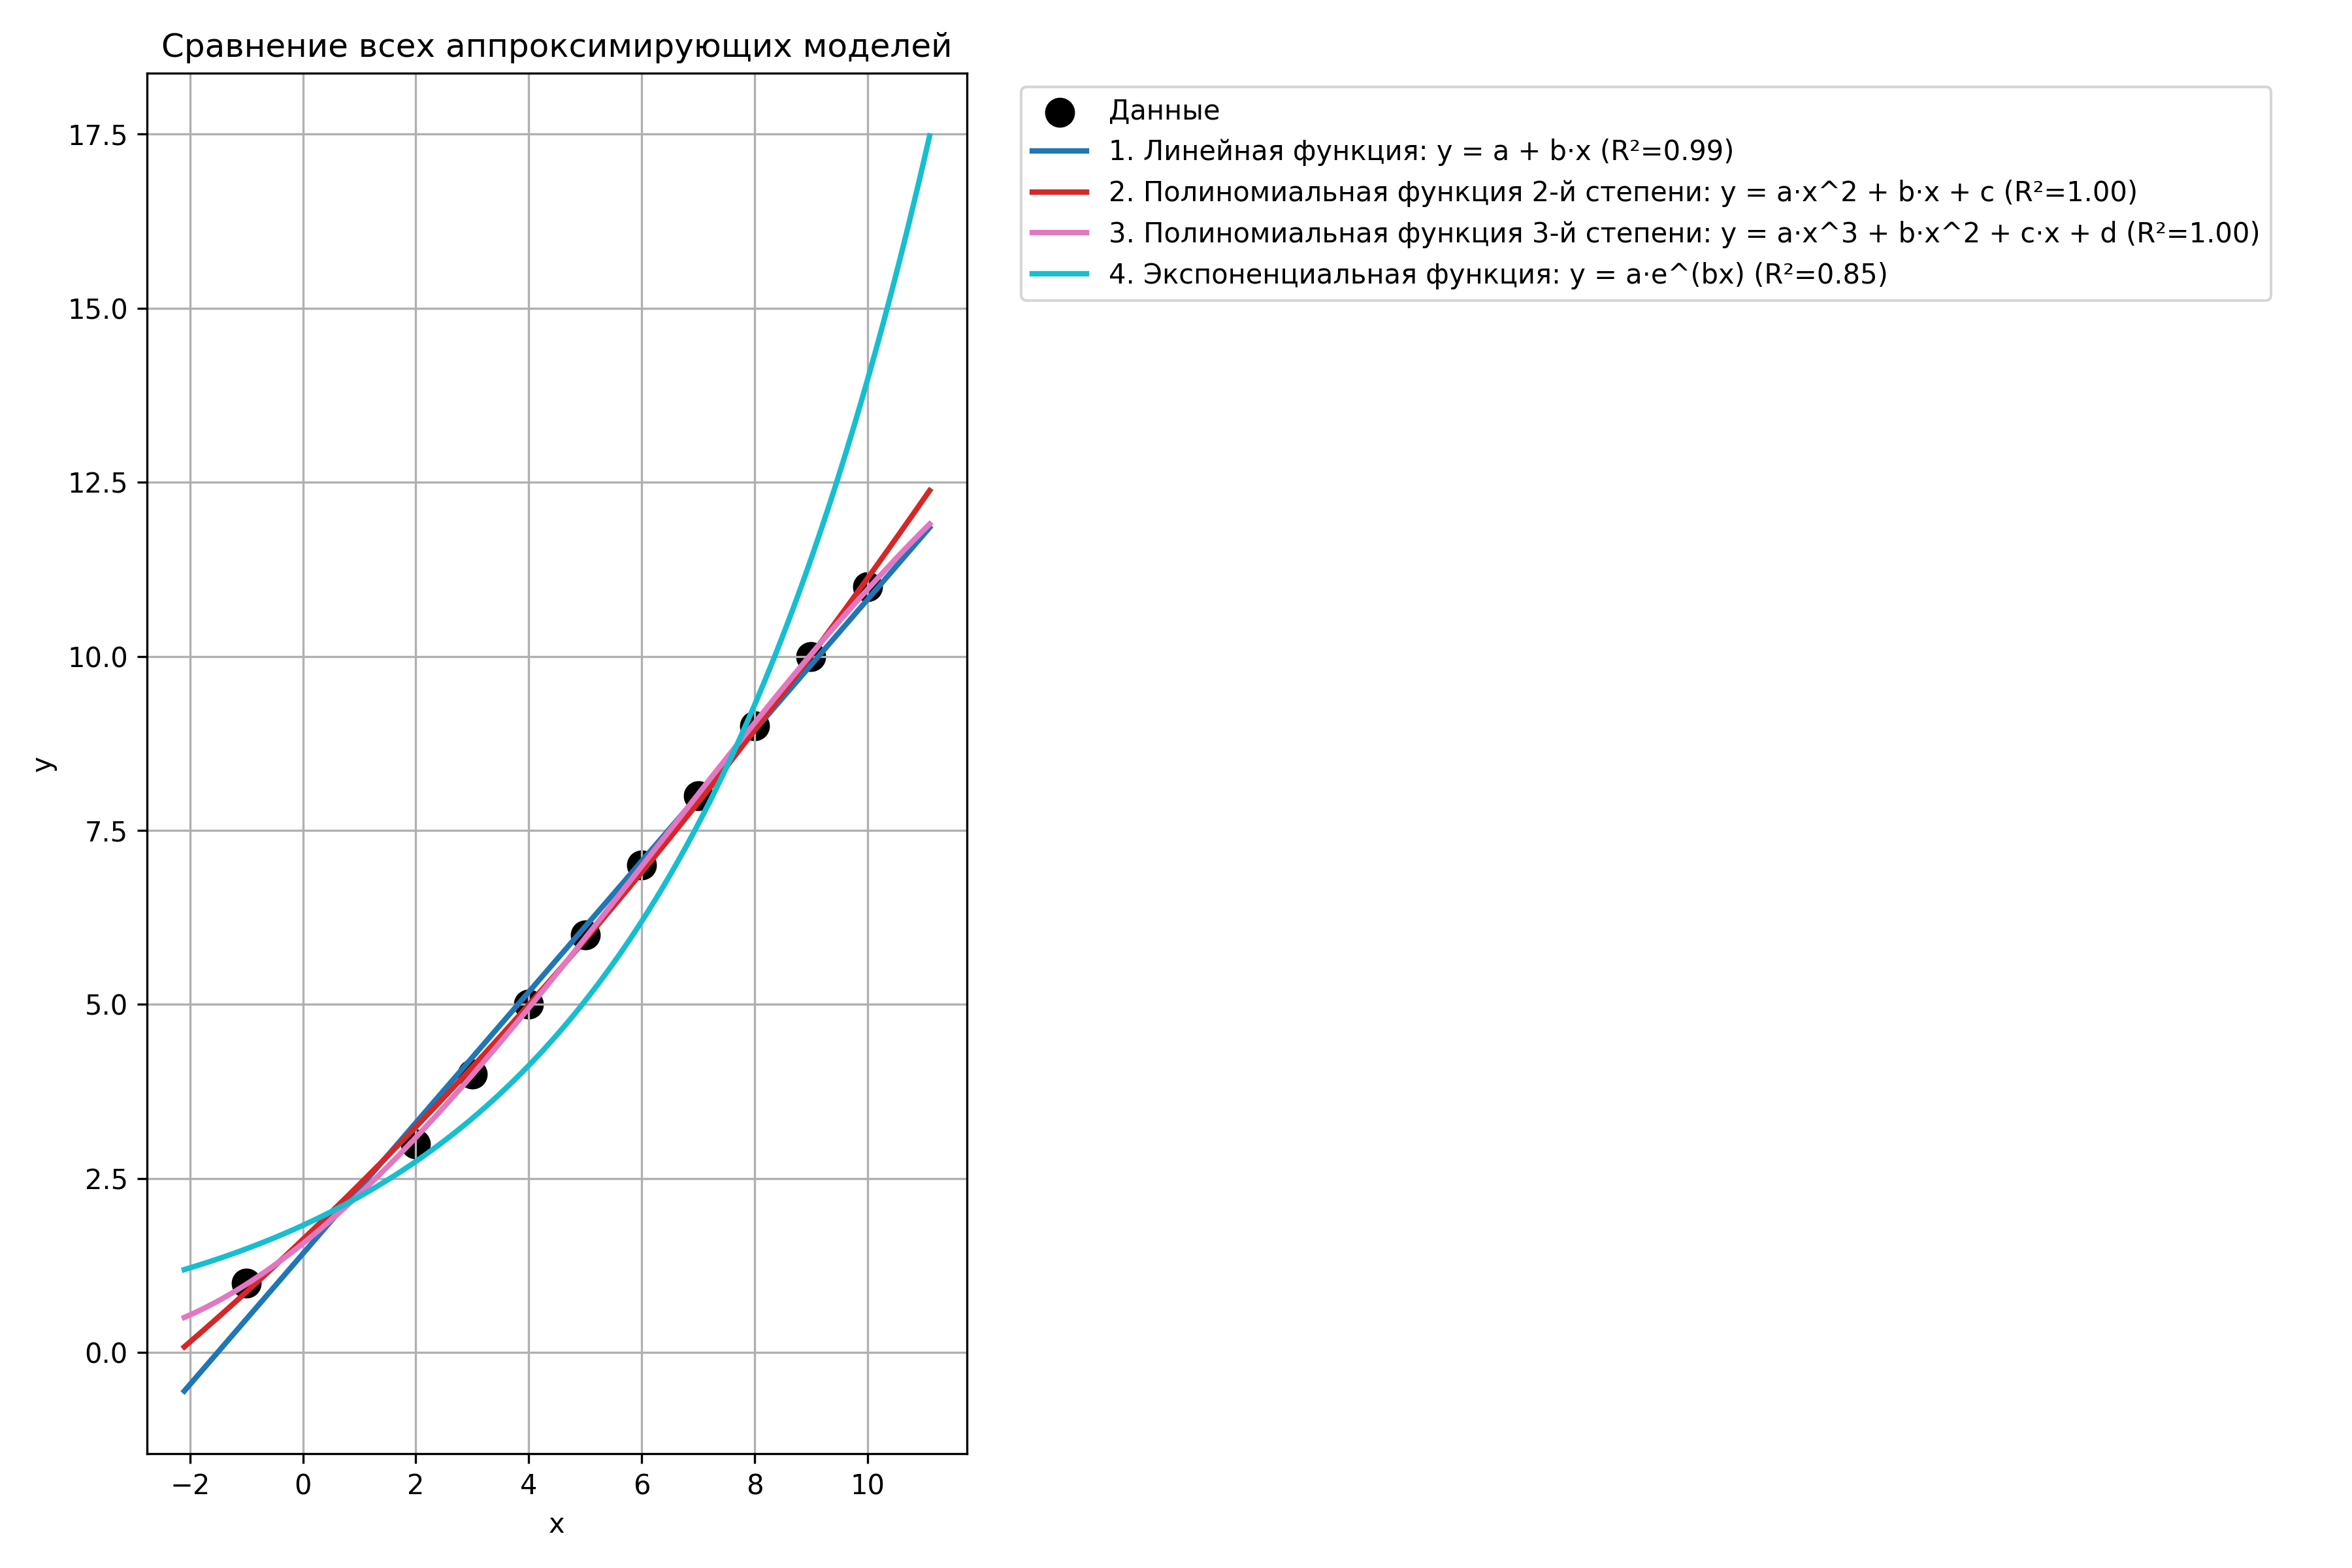 Сравнение всех аппроксимирующих моделей
Данные
1. Линейная функция: y = a + b·x (R²=0.99)
2. Полиномиальная функция 2-й степени: y = a·x^2 + b·x + c (R²=1.00)
3. Полиномиальная функция 3-й степени: y = a·x^3 + b·x^2 + c·x + d (R²=1.00)
4. Экспоненциальная функция: y = a·e^(bx) (R²=0.85)
17.5
15.0
12.5
10.0
7.5
5.0
2.5
0.0
y
−2 0 2 4 6 8 10
x